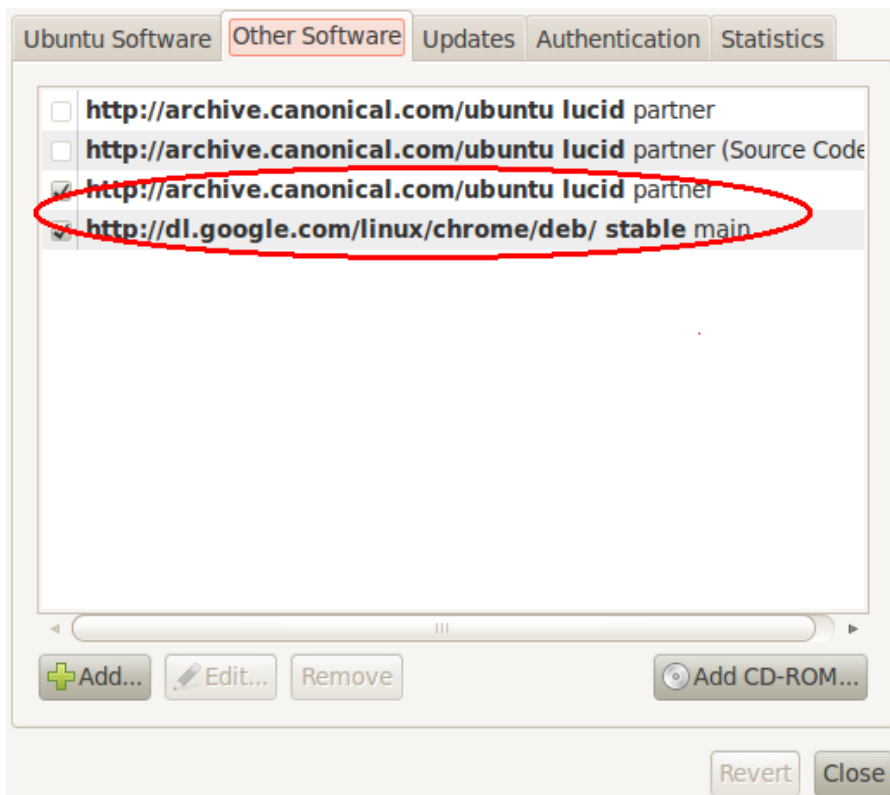 Ubuntu Software Other Software Updates Authentication Statistics
http://archive.canonical.com/ubuntu lucid partner
http://archive.canonical.com/ubuntu lucid partner (Source Code
http://archive.canonical.com/ubuntu lucid partner
http://dl.google.com/linux/chrome/deb/ stable main
Add... Edit... Remove Add CD-ROM...
Revert Close